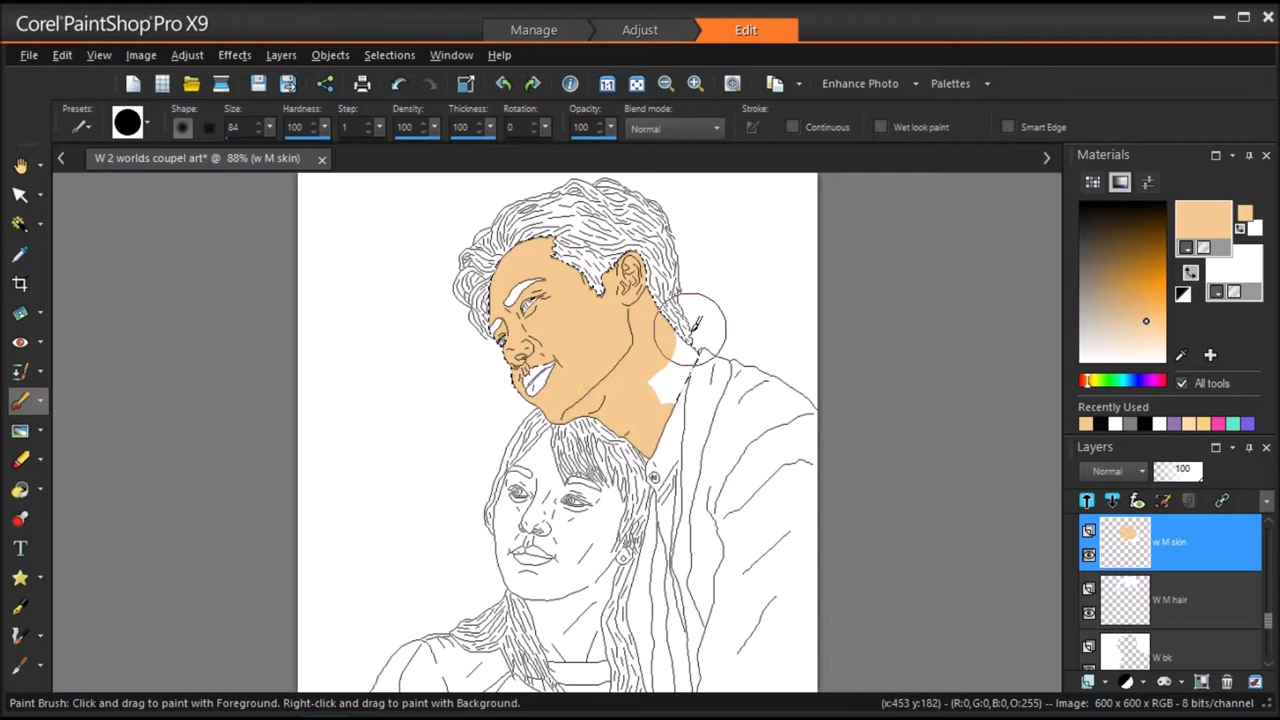 Corel PaintShop Pro X9
Manage Adjust Edit
File Edit View Image Adjust Effects Layers Objects Selections Window Help
Enhance Photo Palettes
Presets: Shape: Size: Hardness: Step: Density: Thickness: Rotation: Opacity: Blend mode: Stroke:
84 100 1 100 100 0 100 Normal Continuous Wet look paint Smart Edge
W 2 worlds coupel art* @ 88% (w M skin)
Materials
All tools
Recently Used
Layers
Normal 100
w M skin
W M hair
W bk
Paint Brush: Click and drag to paint with Foreground. Right-click and drag to paint with Background.
(x:453 y:182) -- (R:0,G:0,B:0,O:255) -- Image: 600 x 600 x RGB - 8 bits/channel